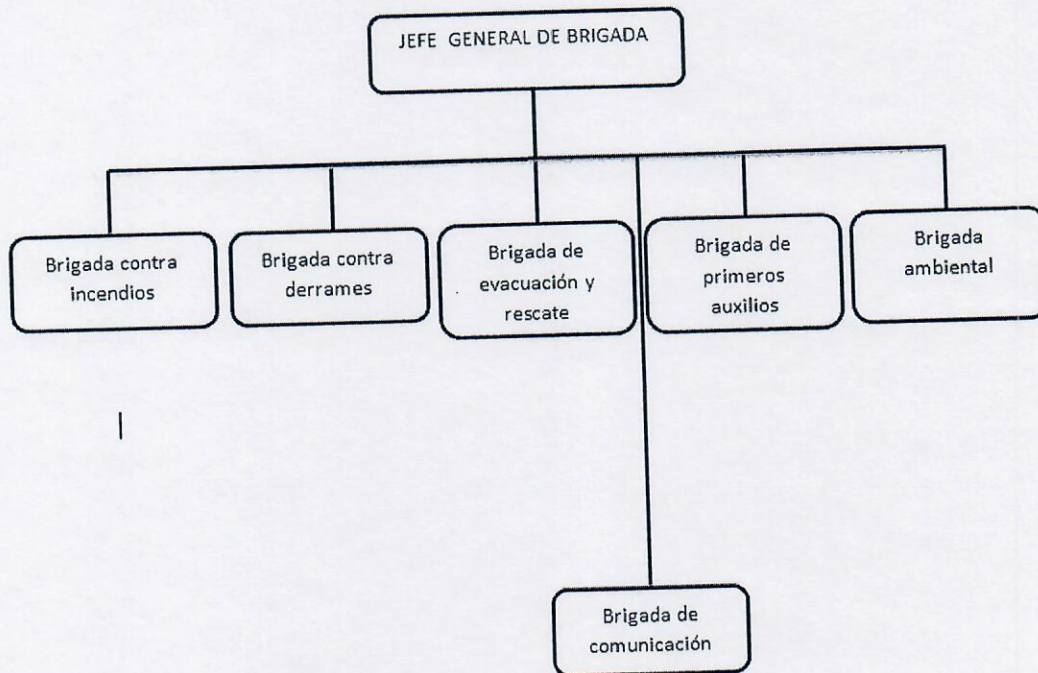 JEFE GENERAL DE BRIGADA
Brigada contra
incendios
Brigada contra
derrames
Brigada de
evacuación y
rescate
Brigada de
primeros
auxilios
Brigada
ambiental
Brigada de
comunicación